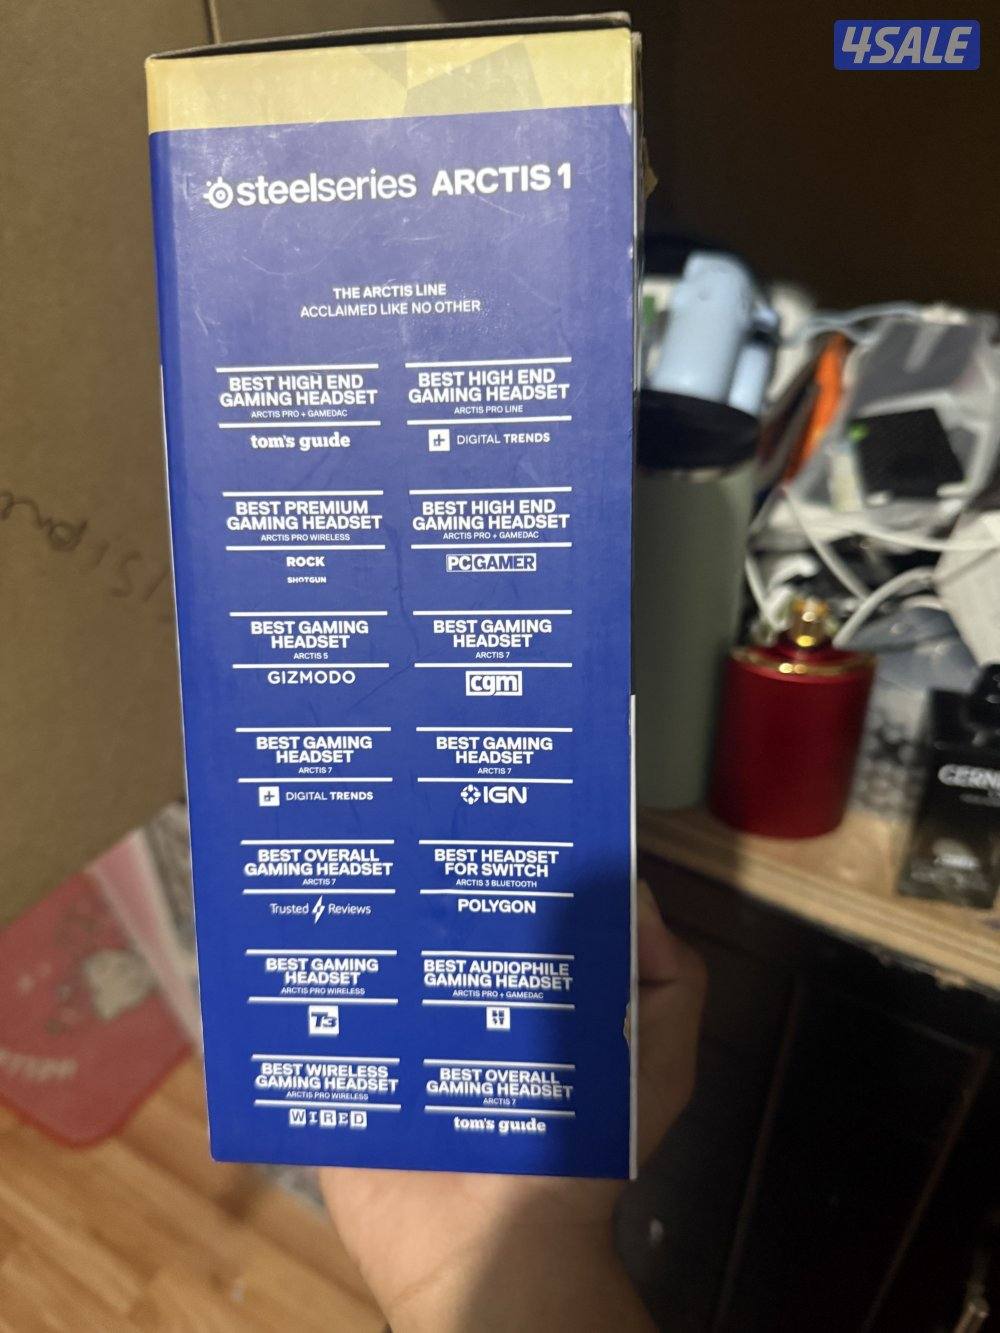 4SALE
steelseries ARCTIS 1
THE ARCTIS LINE
ACCLAIMED LIKE NO OTHER
BEST HIGH END
GAMING HEADSET
ARCTIS PRO + GAMEDAC
tom's guide
BEST HIGH END
GAMING HEADSET
ARCTIS PRO LINE
DIGITAL TRENDS
BEST PREMIUM
GAMING HEADSET
ARCTIS PRO WIRELESS
ROCK
SHOTGUN
BEST HIGH END
GAMING HEADSET
ARCTIS PRO + GAMEDAC
PCGAMER
BEST GAMING
HEADSET
ARCTIS 5
GIZMODO
BEST GAMING
HEADSET
ARCTIS 7
cgm
BEST GAMING
HEADSET
ARCTIS 7
DIGITAL TRENDS
BEST GAMING
HEADSET
ARCTIS 7
IGN
BEST OVERALL
GAMING HEADSET
ARCTIS 7
Trusted Reviews
BEST HEADSET
FOR SWITCH
ARCTIS 3 BLUETOOTH
POLYGON
BEST GAMING
HEADSET
ARCTIS PRO WIRELESS
T3
BEST AUDIOPHILE
GAMING HEADSET
ARCTIS PRO + GAMEDAC
BEST WIRELESS
GAMING HEADSET
ARCTIS PRO WIRELESS
WIRED
BEST OVERALL
GAMING HEADSET
ARCTIS 7
tom's guide